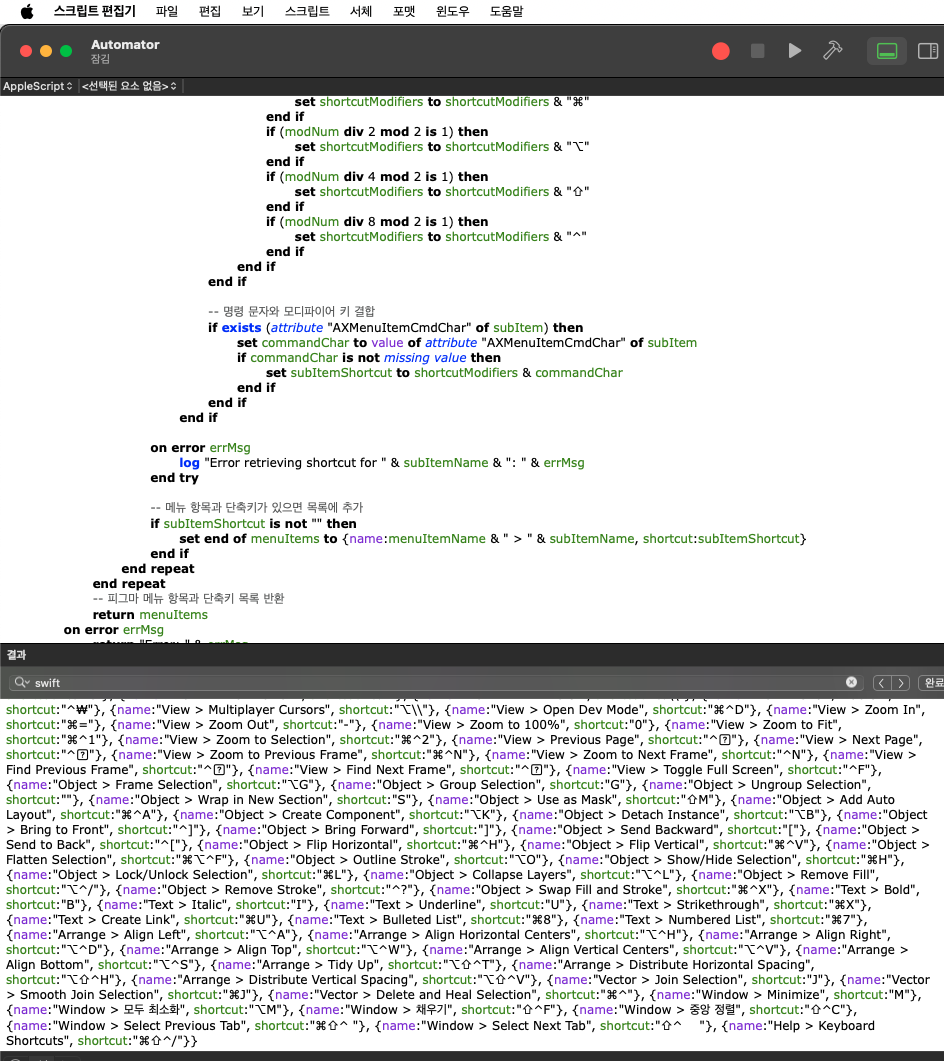 스크립트 편집기 파일 편집 보기 스크립트 서체 포맷 윈도우 도움말
Automator
잠김
AppleScript <선택된 요소 없음>
set shortcutModifiers to shortcutModifiers & "⌘"
end if
if (modNum div 2 mod 2 is 1) then
set shortcutModifiers to shortcutModifiers & "⌥"
end if
if (modNum div 4 mod 2 is 1) then
set shortcutModifiers to shortcutModifiers & "⇧"
end if
if (modNum div 8 mod 2 is 1) then
set shortcutModifiers to shortcutModifiers & "^"
end if
end if
end if
-- 명령 문자와 모디파이어 키 결합
if exists (attribute "AXMenuItemCmdChar" of subItem) then
set commandChar to value of attribute "AXMenuItemCmdChar" of subItem
if commandChar is not missing value then
set subItemShortcut to shortcutModifiers & commandChar
end if
end if
end if
on error errMsg
log "Error retrieving shortcut for " & subItemName & ": " & errMsg
end try
-- 메뉴 항목과 단축키가 있으면 목록에 추가
if subItemShortcut is not "" then
set end of menuItems to {name:menuItemName & " > " & subItemName, shortcut:subItemShortcut}
end if
end repeat
end repeat
-- 피그마 메뉴 항목과 단축키 목록 반환
return menuItems
on error errMsg
결과
swift 완료
shortcut:"^₩"}, {name:"View > Multiplayer Cursors", shortcut:"⌥\\"}, {name:"View > Open Dev Mode", shortcut:"⌘^D"}, {name:"View > Zoom In",
shortcut:"⌘="}, {name:"View > Zoom Out", shortcut:"-"}, {name:"View > Zoom to 100%", shortcut:"0"}, {name:"View > Zoom to Fit",
shortcut:"⌘^1"}, {name:"View > Zoom to Selection", shortcut:"⌘^2"}, {name:"View > Previous Page", shortcut:"^⍰"}, {name:"View > Next Page",
shortcut:"^⍰"}, {name:"View > Zoom to Previous Frame", shortcut:"⌘^N"}, {name:"View > Zoom to Next Frame", shortcut:"^N"}, {name:"View >
Find Previous Frame", shortcut:"^⍰"}, {name:"View > Find Next Frame", shortcut:"^⍰"}, {name:"View > Toggle Full Screen", shortcut:"^F"},
{name:"Object > Frame Selection", shortcut:"⌥G"}, {name:"Object > Group Selection", shortcut:"G"}, {name:"Object > Ungroup Selection",
shortcut:""}, {name:"Object > Wrap in New Section", shortcut:"S"}, {name:"Object > Use as Mask", shortcut:"⇧M"}, {name:"Object > Add Auto
Layout", shortcut:"⌘^A"}, {name:"Object > Create Component", shortcut:"⌥K"}, {name:"Object > Detach Instance", shortcut:"⌥B"}, {name:"Object
> Bring to Front", shortcut:"^]"}, {name:"Object > Bring Forward", shortcut:"]"}, {name:"Object > Send Backward", shortcut:"["}, {name:"Object >
Send to Back", shortcut:"^["}, {name:"Object > Flip Horizontal", shortcut:"⌘^H"}, {name:"Object > Flip Vertical", shortcut:"⌘^V"}, {name:"Object >
Flatten Selection", shortcut:"⌘⌥^F"}, {name:"Object > Outline Stroke", shortcut:"⌥O"}, {name:"Object > Show/Hide Selection", shortcut:"⌘H"},
{name:"Object > Lock/Unlock Selection", shortcut:"⌘L"}, {name:"Object > Collapse Layers", shortcut:"⌥^L"}, {name:"Object > Remove Fill",
shortcut:"⌥^/"}, {name:"Object > Remove Stroke", shortcut:"^?"}, {name:"Object > Swap Fill and Stroke", shortcut:"⌘^X"}, {name:"Text > Bold",
shortcut:"B"}, {name:"Text > Italic", shortcut:"I"}, {name:"Text > Underline", shortcut:"U"}, {name:"Text > Strikethrough", shortcut:"⌘X"},
{name:"Text > Create Link", shortcut:"⌘U"}, {name:"Text > Bulleted List", shortcut:"⌘8"}, {name:"Text > Numbered List", shortcut:"⌘7"},
{name:"Arrange > Align Left", shortcut:"⌥^A"}, {name:"Arrange > Align Horizontal Centers", shortcut:"⌥^H"}, {name:"Arrange > Align Right",
shortcut:"⌥^D"}, {name:"Arrange > Align Top", shortcut:"⌥^W"}, {name:"Arrange > Align Vertical Centers", shortcut:"⌥^V"}, {name:"Arrange >
Align Bottom", shortcut:"⌥^S"}, {name:"Arrange > Tidy Up", shortcut:"⌥⇧^T"}, {name:"Arrange > Distribute Horizontal Spacing",
shortcut:"⌥⇧^H"}, {name:"Arrange > Distribute Vertical Spacing", shortcut:"⌥⇧^V"}, {name:"Vector > Join Selection", shortcut:"J"}, {name:"Vector
> Smooth Join Selection", shortcut:"⌘J"}, {name:"Vector > Delete and Heal Selection", shortcut:"⌘^"}, {name:"Window > Minimize", shortcut:"M"},
{name:"Window > 모두 최소화", shortcut:"⌥M"}, {name:"Window > 채우기", shortcut:"⇧^F"}, {name:"Window > 중앙 정렬", shortcut:"⇧^C"},
{name:"Window > Select Previous Tab", shortcut:"⌘⇧^ "}, {name:"Window > Select Next Tab", shortcut:"⇧^ "}, {name:"Help > Keyboard
Shortcuts", shortcut:"⌘⇧^/"}}